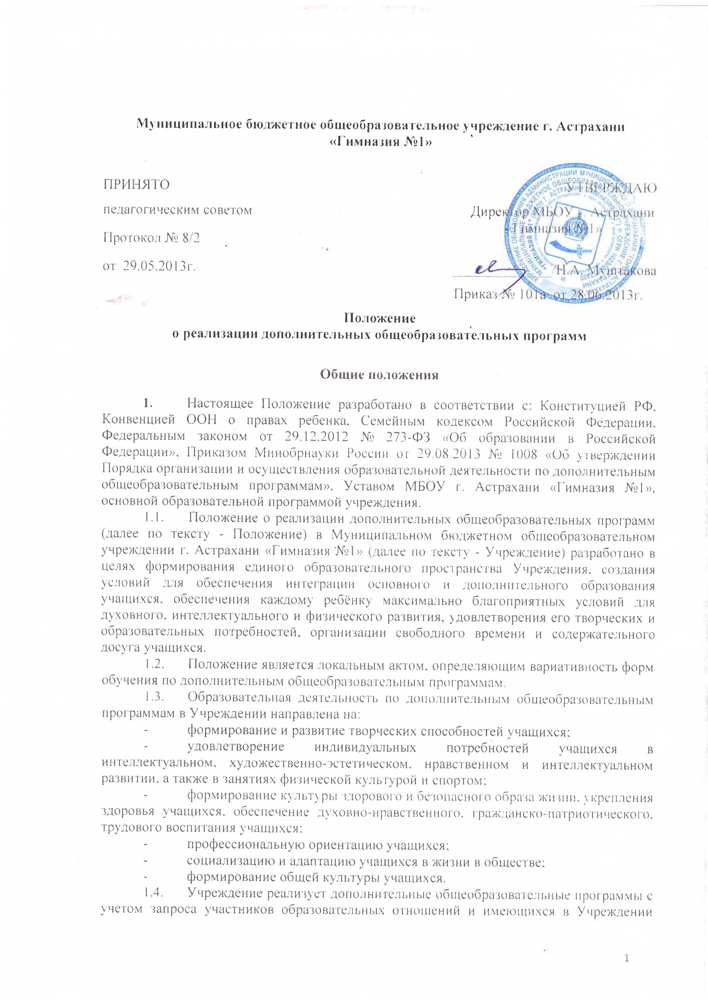 Муниципальное бюджетное общеобразовательное учреждение г. Астрахани
«Гимназия №1»
ПРИНЯТО
педагогическим советом
Протокол № 8/2
от 29.05.2013г.
УТВЕРЖДАЮ
Директор МБОУ г. Астрахани
«Гимназия №1»
/Н.А. Муштакова
Приказ № 101а от 28.06.2013г.
Положение
о реализации дополнительных общеобразовательных программ
Общие положения
1. Настоящее Положение разработано в соответствии с: Конституцией РФ,
Конвенцией ООН о правах ребенка, Семейным кодексом Российской Федерации,
Федеральным законом от 29.12.2012 № 273-ФЗ «Об образовании в Российской
Федерации», Приказом Минобрнауки России от 29.08.2013 № 1008 «Об утверждении
Порядка организации и осуществления образовательной деятельности по дополнительным
общеобразовательным программам», Уставом МБОУ г. Астрахани «Гимназия №1»,
основной образовательной программой учреждения.
1.1. Положение о реализации дополнительных общеобразовательных программ
(далее по тексту - Положение) в Муниципальном бюджетном общеобразовательном
учреждении г. Астрахани «Гимназия №1» (далее по тексту - Учреждение) разработано в
целях формирования единого образовательного пространства Учреждения, создания
условий для обеспечения интеграции основного и дополнительного образования
учащихся, обеспечения каждому ребёнку максимально благоприятных условий для
духовного, интеллектуального и физического развития, удовлетворения его творческих и
образовательных потребностей, организации свободного времени и содержательного
досуга учащихся.
1.2. Положение является локальным актом, определяющим вариативность форм
обучения по дополнительным общеобразовательным программам.
1.3. Образовательная деятельность по дополнительным общеобразовательным
программам в Учреждении направлена на:
- формирование и развитие творческих способностей учащихся;
- удовлетворение индивидуальных потребностей учащихся в
интеллектуальном, художественно-эстетическом, нравственном и интеллектуальном
развитии, а также в занятиях физической культурой и спортом;
- формирование культуры здорового и безопасного образа жизни, укрепления
здоровья учащихся, обеспечение духовно-нравственного, гражданско-патриотического,
трудового воспитания учащихся;
- профессиональную ориентацию учащихся;
- социализацию и адаптацию учащихся в жизни в обществе;
- формирование общей культуры учащихся.
1.4. Учреждение реализует дополнительные общеобразовательные программы с
учетом запроса участников образовательных отношений и имеющихся в Учреждении
1